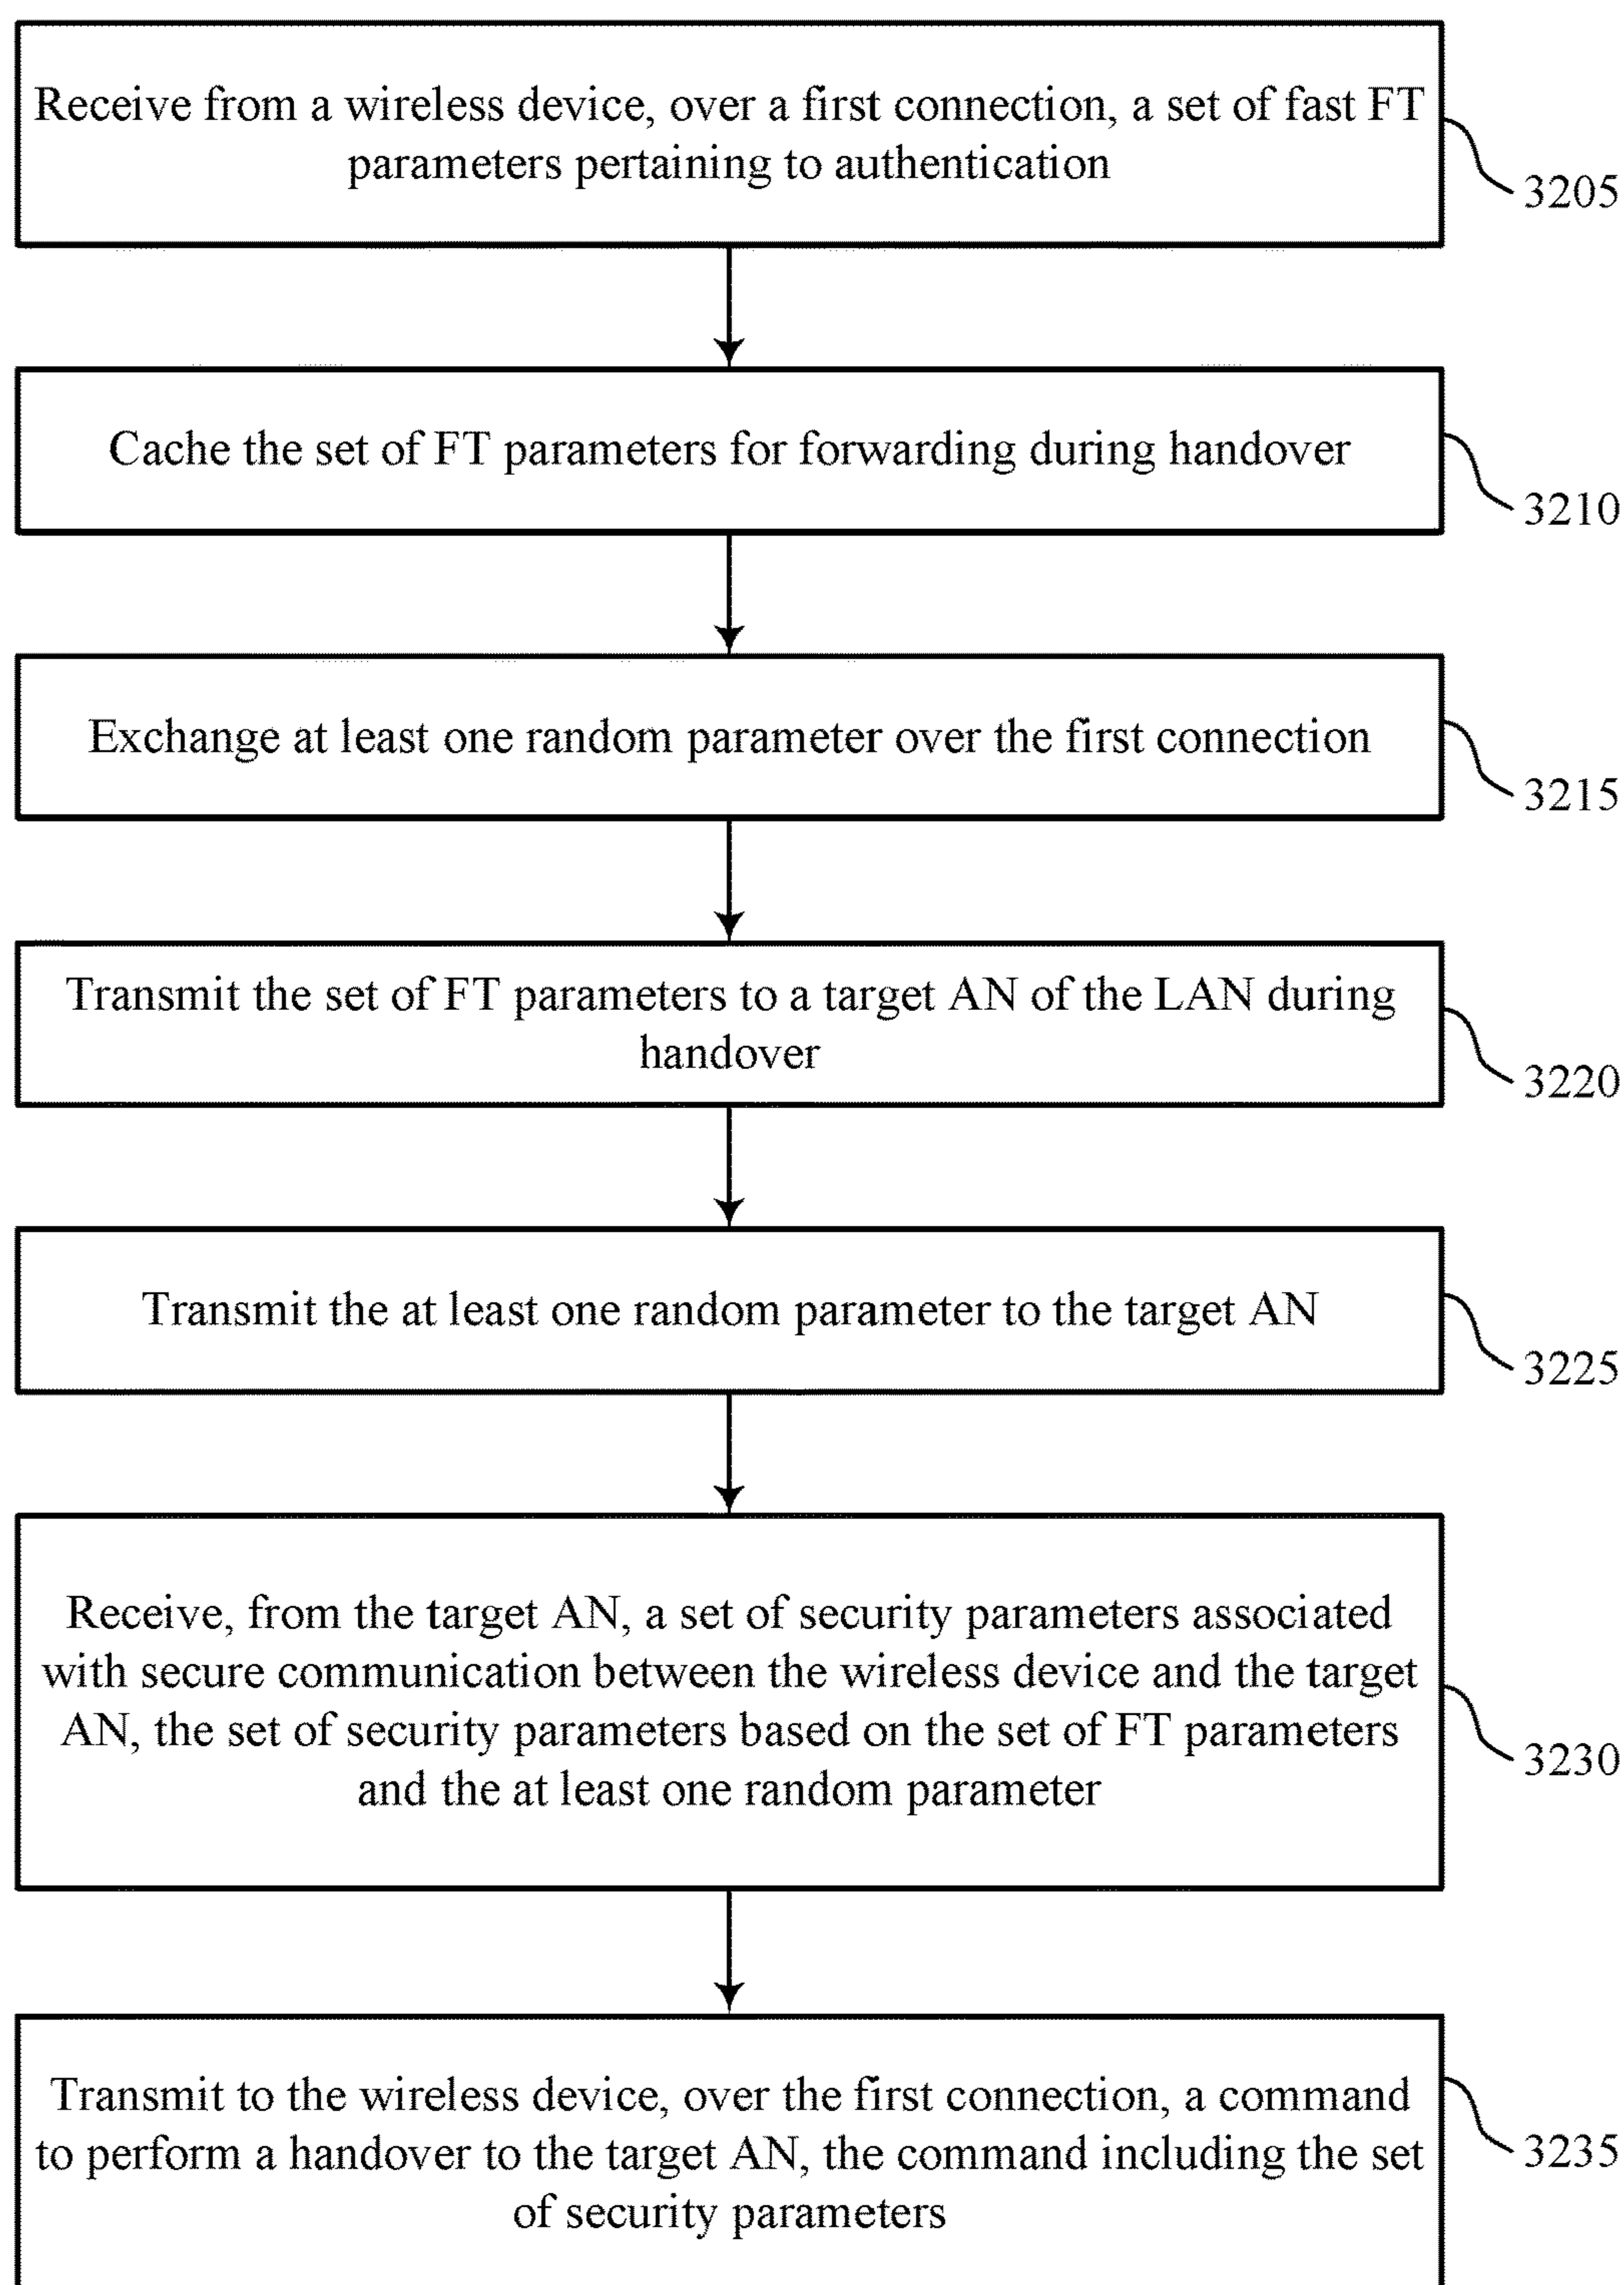 Receive from a wireless device, over a first connection, a set of fast FT
parameters pertaining to authentication
3205
Cache the set of FT parameters for forwarding during handover
3210
Exchange at least one random parameter over the first connection
3215
Transmit the set of FT parameters to a target AN of the LAN during
handover
3220
Transmit the at least one random parameter to the target AN
3225
Receive, from the target AN, a set of security parameters associated
with secure communication between the wireless device and the target
AN, the set of security parameters based on the set of FT parameters
and the at least one random parameter
3230
Transmit to the wireless device, over the first connection, a command
to perform a handover to the target AN, the command including the set
of security parameters
3235